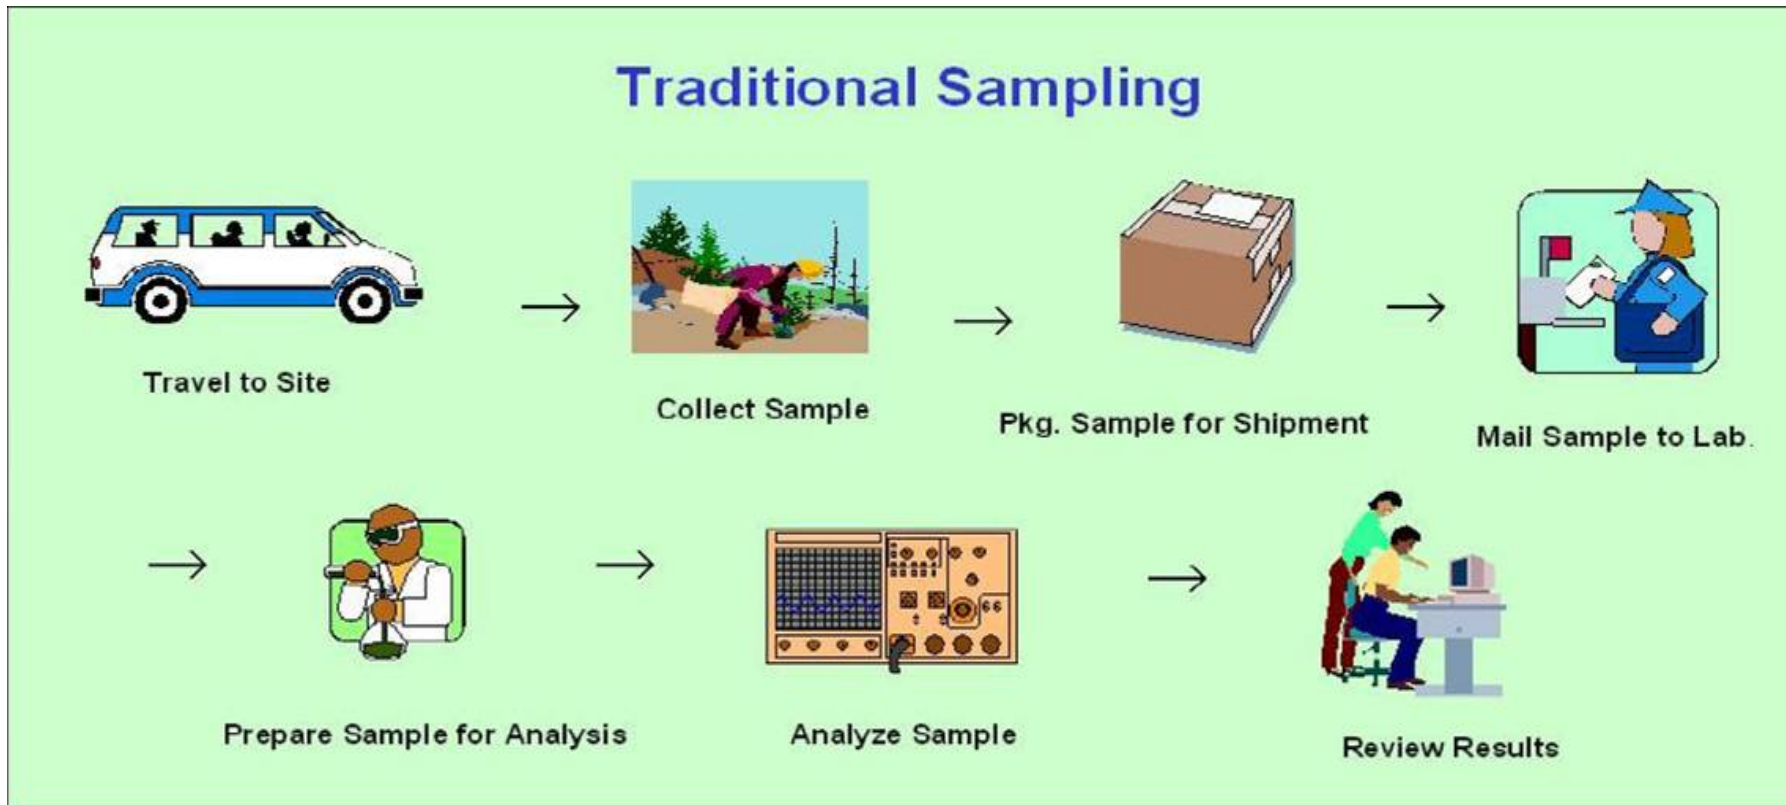 Traditional Sampling
Travel to Site
Collect Sample
Pkg. Sample for Shipment
Mail Sample to Lab.
Prepare Sample for Analysis
Analyze Sample
Review Results